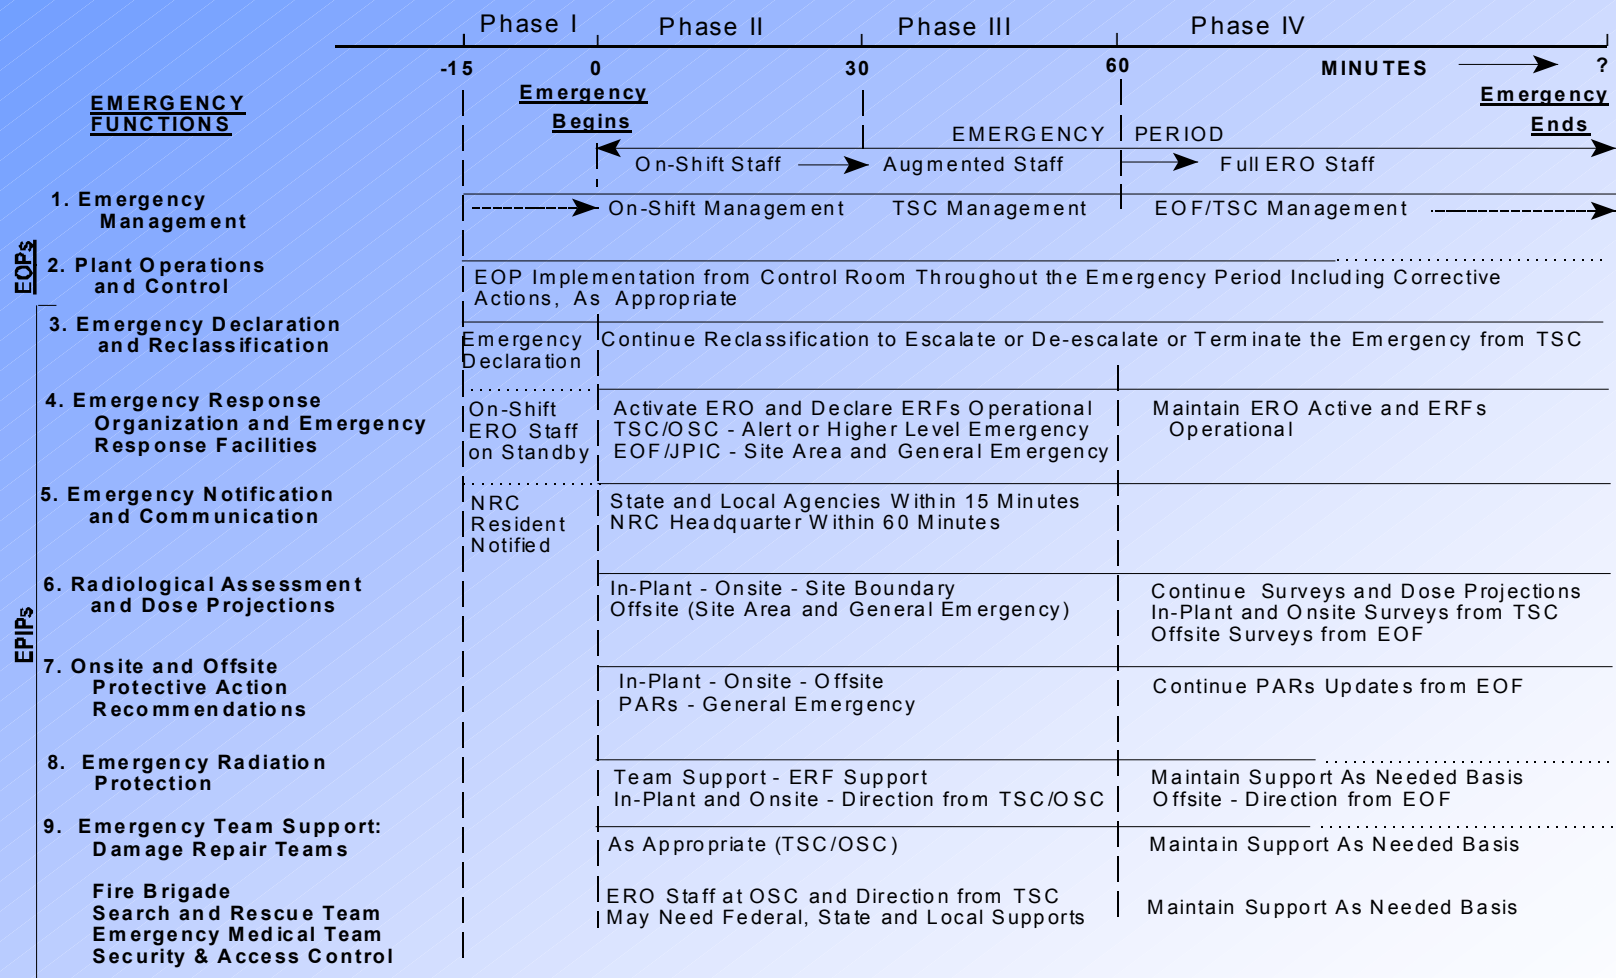 Phase I Phase II Phase III Phase IV
-15 0 30 60 MINUTES ?
EMERGENCY
FUNCTIONS
Emergency
Begins
Emergency
Ends
EMERGENCY PERIOD
On-Shift Staff Augmented Staff Full ERO Staff
1. Emergency
Management
On-Shift Management TSC Management EOF/TSC Management
EOPs
2. Plant Operations
and Control
EOP Implementation from Control Room Throughout the Emergency Period Including Corrective
Actions, As Appropriate
EPIPs
3. Emergency Declaration
and Reclassification
Emergency
Declaration
Continue Reclassification to Escalate or De-escalate or Terminate the Emergency from TSC
4. Emergency Response
Organization and Emergency
Response Facilities
On-Shift
ERO Staff
on Standby
Activate ERO and Declare ERFs Operational
TSC/OSC - Alert or Higher Level Emergency
EOF/JPIC - Site Area and General Emergency
Maintain ERO Active and ERFs
Operational
5. Emergency Notification
and Communication
NRC
Resident
Notified
State and Local Agencies Within 15 Minutes
NRC Headquarter Within 60 Minutes
6. Radiological Assessment
and Dose Projections
In-Plant - Onsite - Site Boundary
Offsite (Site Area and General Emergency)
Continue Surveys and Dose Projections
In-Plant and Onsite Surveys from TSC
Offsite Surveys from EOF
7. Onsite and Offsite
Protective Action
Recommendations
In-Plant - Onsite - Offsite
PARs - General Emergency
Continue PARs Updates from EOF
8. Emergency Radiation
Protection
Team Support - ERF Support
In-Plant and Onsite - Direction from TSC/OSC
Maintain Support As Needed Basis
Offsite - Direction from EOF
9. Emergency Team Support:
Damage Repair Teams
As Appropriate (TSC/OSC)
Maintain Support As Needed Basis
Fire Brigade
Search and Rescue Team
Emergency Medical Team
Security & Access Control
ERO Staff at OSC and Direction from TSC
May Need Federal, State and Local Supports
Maintain Support As Needed Basis